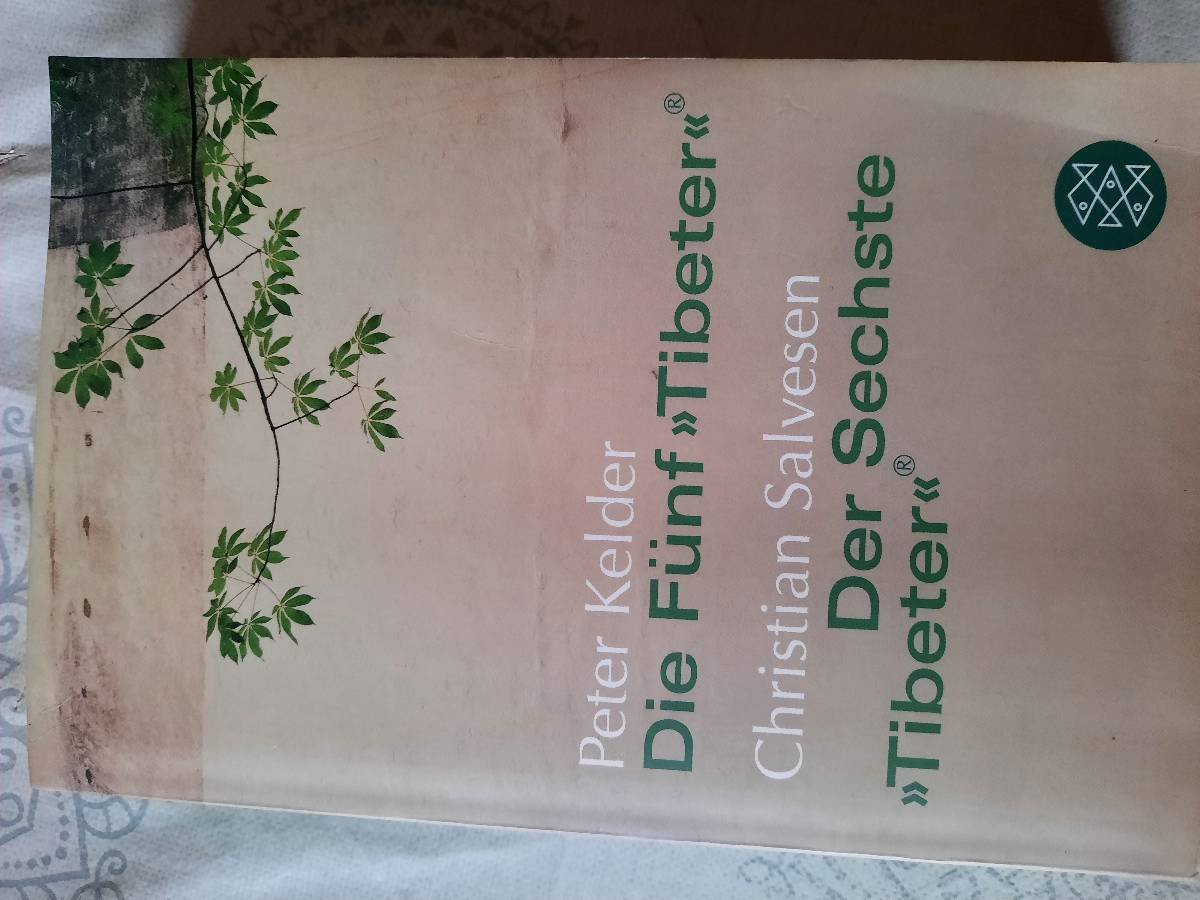 Peter Kelder
Die Fünf »Tibeter«®
Christian Salvesen
Der Sechste
»Tibeter«®